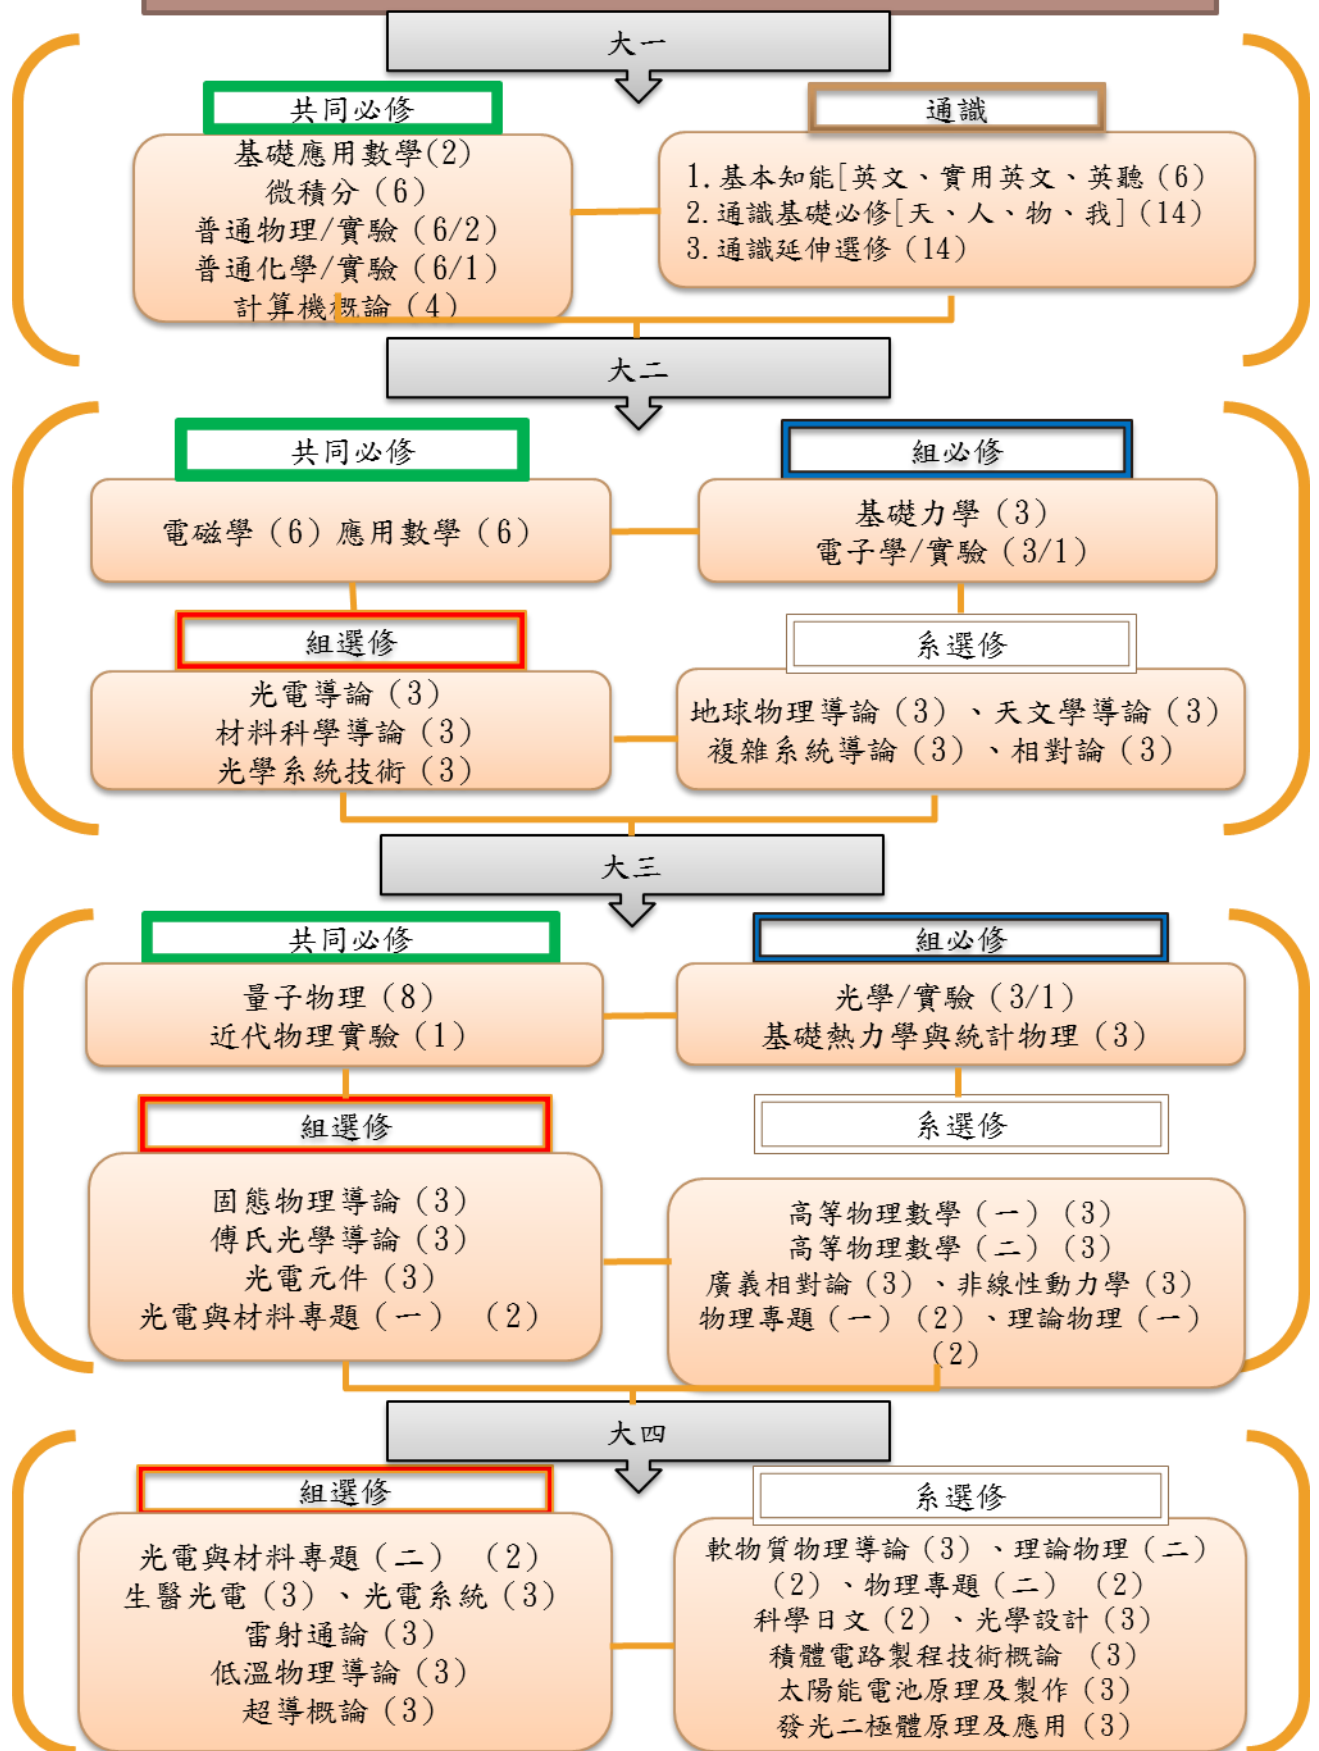 大一
共同必修
基礎應用數學(2)
微積分（6）
普通物理/實驗（6/2）
普通化學/實驗（6/1）
計算機概論（4）
通識
1.基本知能[英文、實用英文、英聽（6）
2.通識基礎必修[天、人、物、我]（14）
3.通識延伸選修（14）
大二
共同必修
電磁學（6）應用數學（6）
組必修
基礎力學（3）
電子學/實驗（3/1）
組選修
光電導論（3）
材料科學導論（3）
光學系統技術（3）
系選修
地球物理導論（3）、天文學導論（3）
複雜系統導論（3）、相對論（3）
大三
共同必修
量子物理（8）
近代物理實驗（1）
組必修
光學/實驗（3/1）
基礎熱力學與統計物理（3）
組選修
固態物理導論（3）
傅氏光學導論（3）
光電元件（3）
光電與材料專題（一）（2）
系選修
高等物理數學（一）（3）
高等物理數學（二）（3）
廣義相對論（3）、非線性動力學（3）
物理專題（一）（2）、理論物理（一）
（2）
大四
組選修
光電與材料專題（二）（2）
生醫光電（3）、光電系統（3）
雷射通論（3）
低溫物理導論（3）
超導概論（3）
系選修
軟物質物理導論（3）、理論物理（二）
（2）、物理專題（二）（2）
科學日文（2）、光學設計（3）
積體電路製程技術概論（3）
太陽能電池原理及製作（3）
發光二極體原理及應用（3）